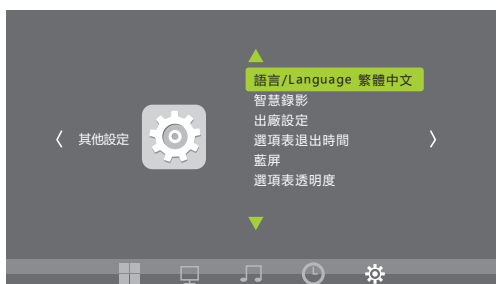 其他設定
語言/Language 繁體中文
智慧錄影
出廠設定
選項表退出時間
藍屏
選項表透明度